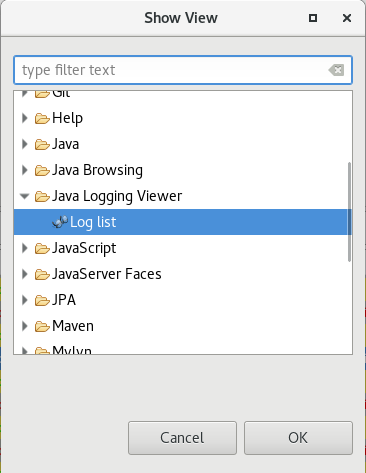 Show View
type filter text
Git
Help
Java
Java Browsing
Java Logging Viewer
Log list
JavaScript
JavaServer Faces
JPA
Maven
Mylyn
Cancel
OK